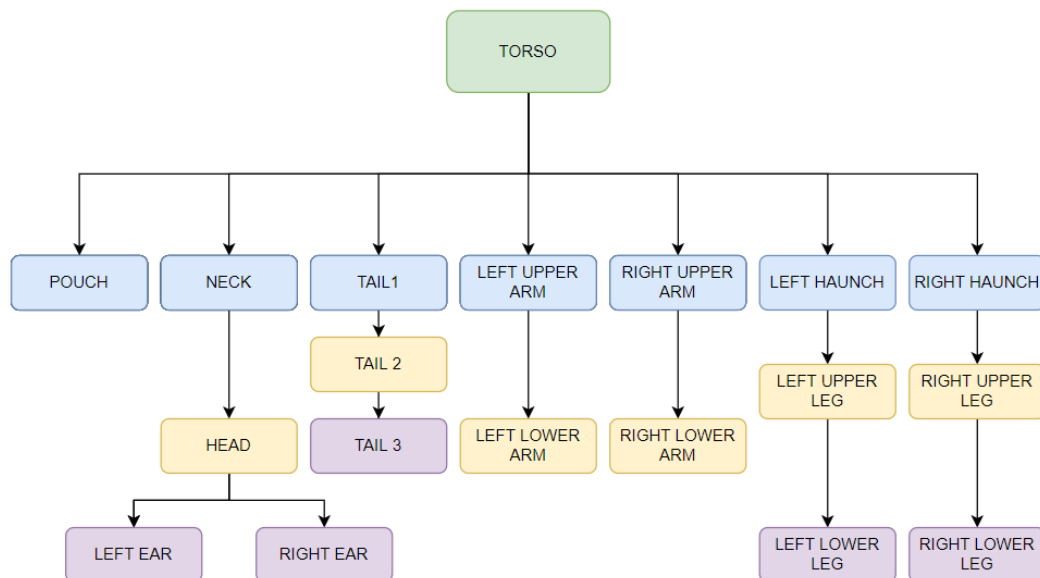 TORSO
POUCH
NECK
TAIL1
LEFT UPPER
ARM
RIGHT UPPER
ARM
LEFT HAUNCH
RIGHT HAUNCH
TAIL 2
LEFT UPPER
LEG
RIGHT UPPER
LEG
HEAD
TAIL 3
LEFT LOWER
ARM
RIGHT LOWER
ARM
LEFT EAR
RIGHT EAR
LEFT LOWER
LEG
RIGHT LOWER
LEG